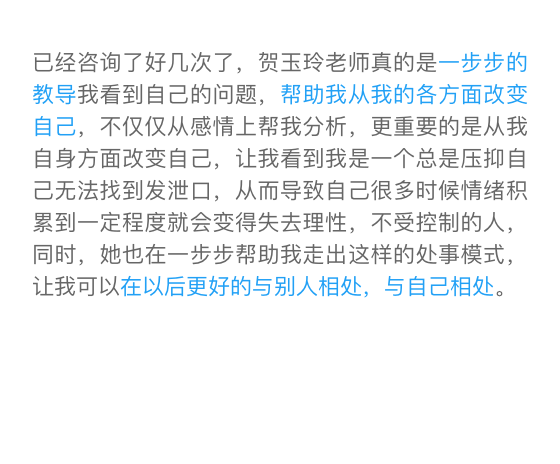 已经咨询了好几次了，贺玉玲老师真的是一步步的
教导我看到自己的问题，帮助我从我的各方面改变
自己，不仅仅从感情上帮我分析，更重要的是从我
自身方面改变自己，让我看到我是一个总是压抑自
己无法找到发泄口，从而导致自己很多时候情绪积
累到一定程度就会变得失去理性，不受控制的人，
同时，她也在一步步帮助我走出这样的处事模式，
让我可以在以后更好的与别人相处，与自己相处。